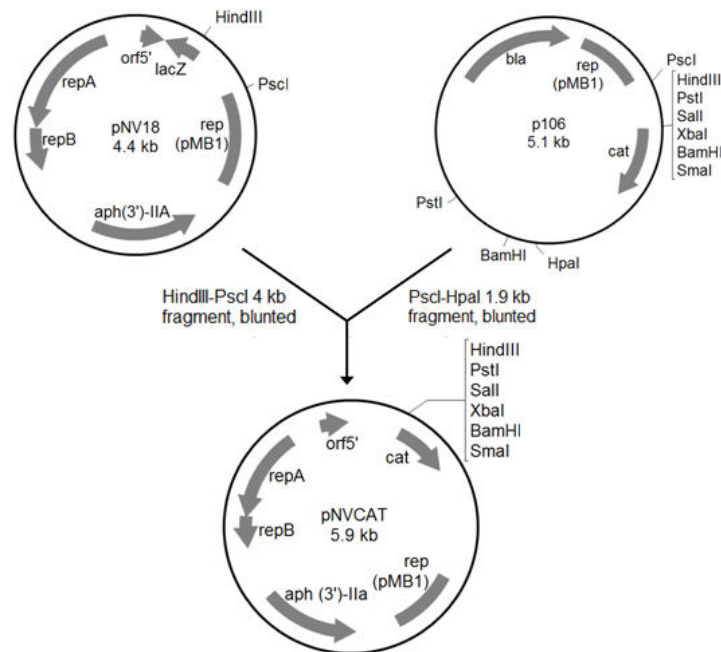 HindIII
orf5'
lacZ
repA
PscI
pNV18
4.4 kb
rep
(pMB1)
repB
aph(3')-IIA
bla
rep
(pMB1)
PscI
HindIII
PstI
SalI
XbaI
BamHI
SmaI
p106
5.1 kb
cat
PstI
BamHI
HpaI
HindIII-PscI 4 kb
fragment, blunted
PscI-HpaI 1.9 kb
fragment, blunted
HindIII
PstI
SalI
XbaI
BamHI
SmaI
orf5'
cat
repA
pNVCAT
5.9 kb
repB
rep
(pMB1)
aph (3')-IIa